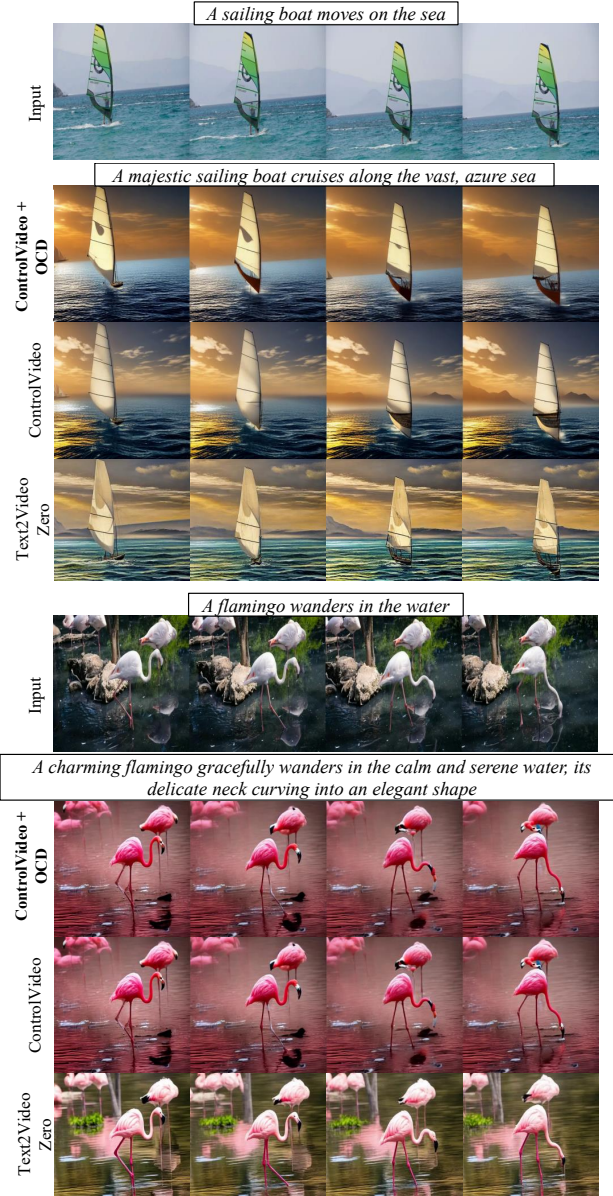 A sailing boat moves on the sea
Input
A majestic sailing boat cruises along the vast, azure sea
ControlVideo +
OCD
ControlVideo
Text2Video
Zero
A flamingo wanders in the water
Input
A charming flamingo gracefully wanders in the calm and serene water, its
delicate neck curving into an elegant shape
ControlVideo +
OCD
ControlVideo
Text2Video
Zero